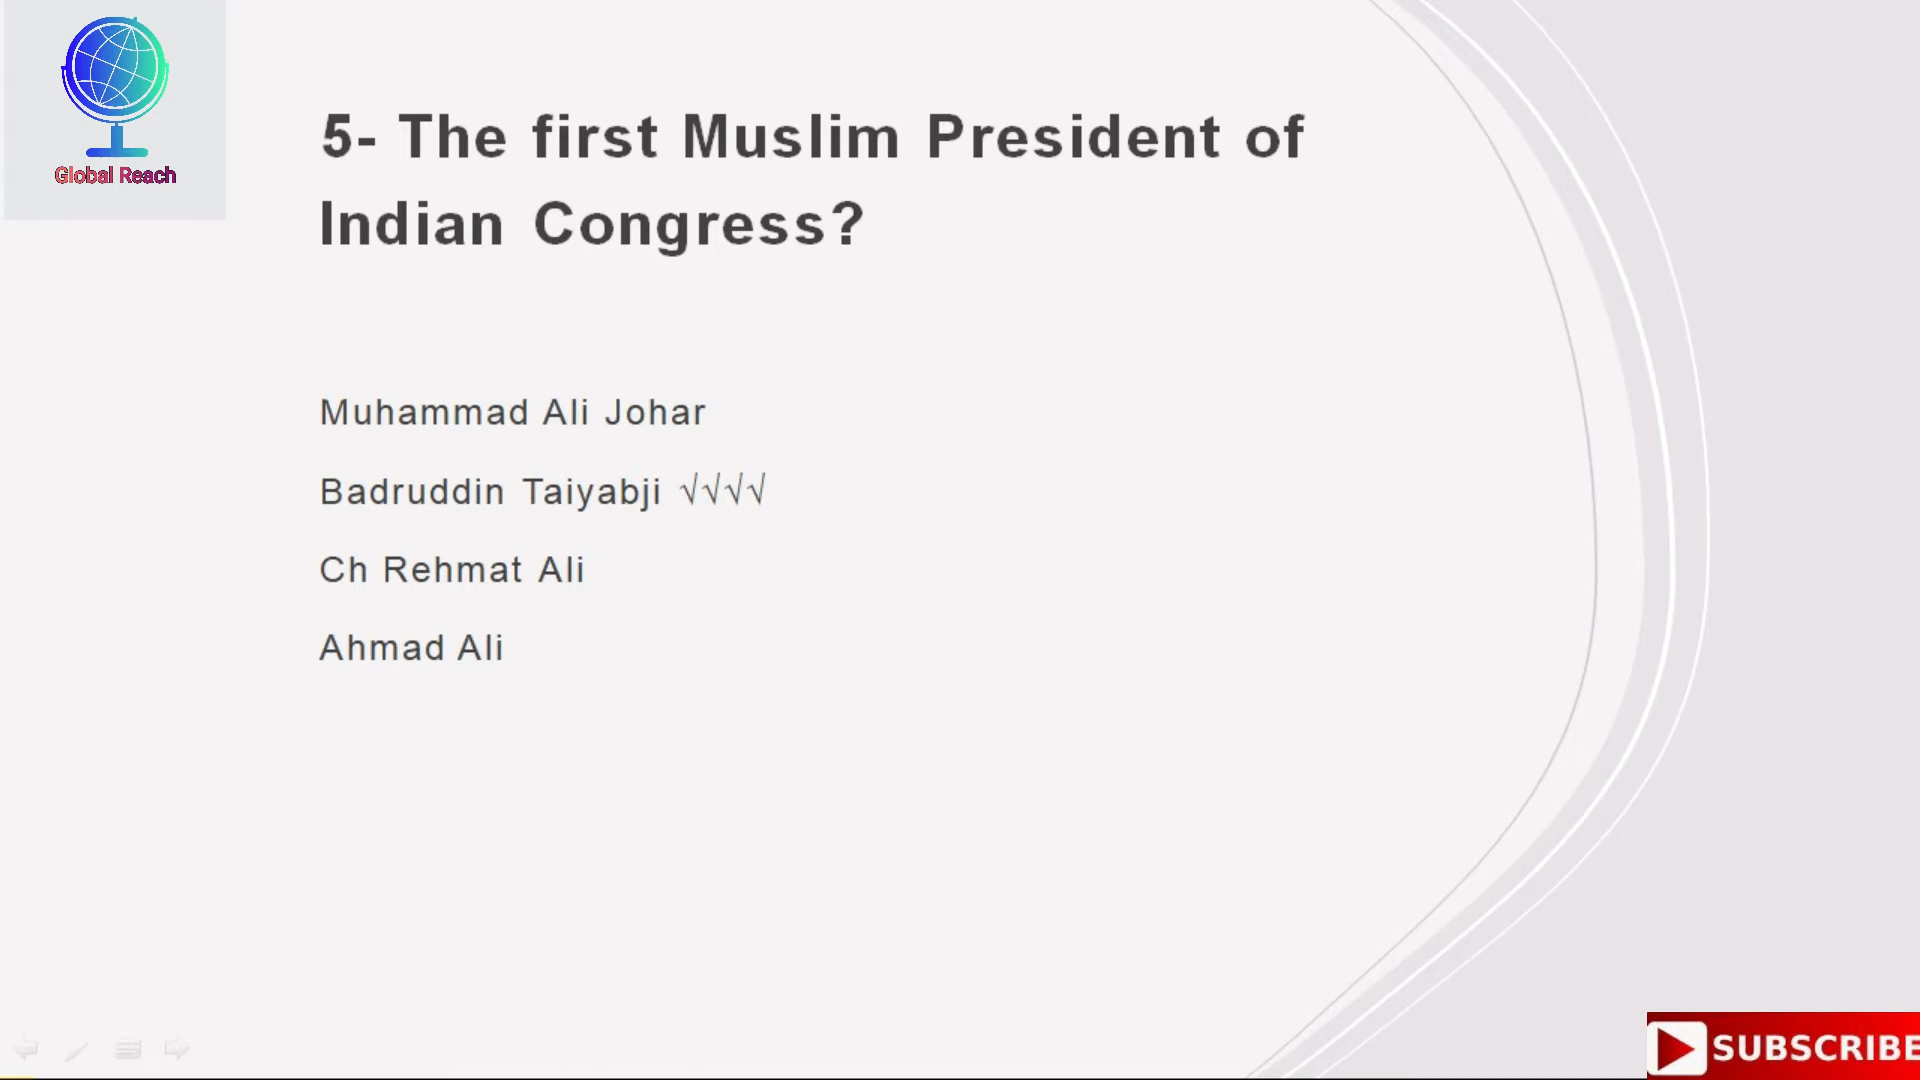 Global Reach
5- The first Muslim President of
Indian Congress?
Muhammad Ali Johar
Badruddin Taiyabji √√√√
Ch Rehmat Ali
Ahmad Ali
SUBSCRIBE